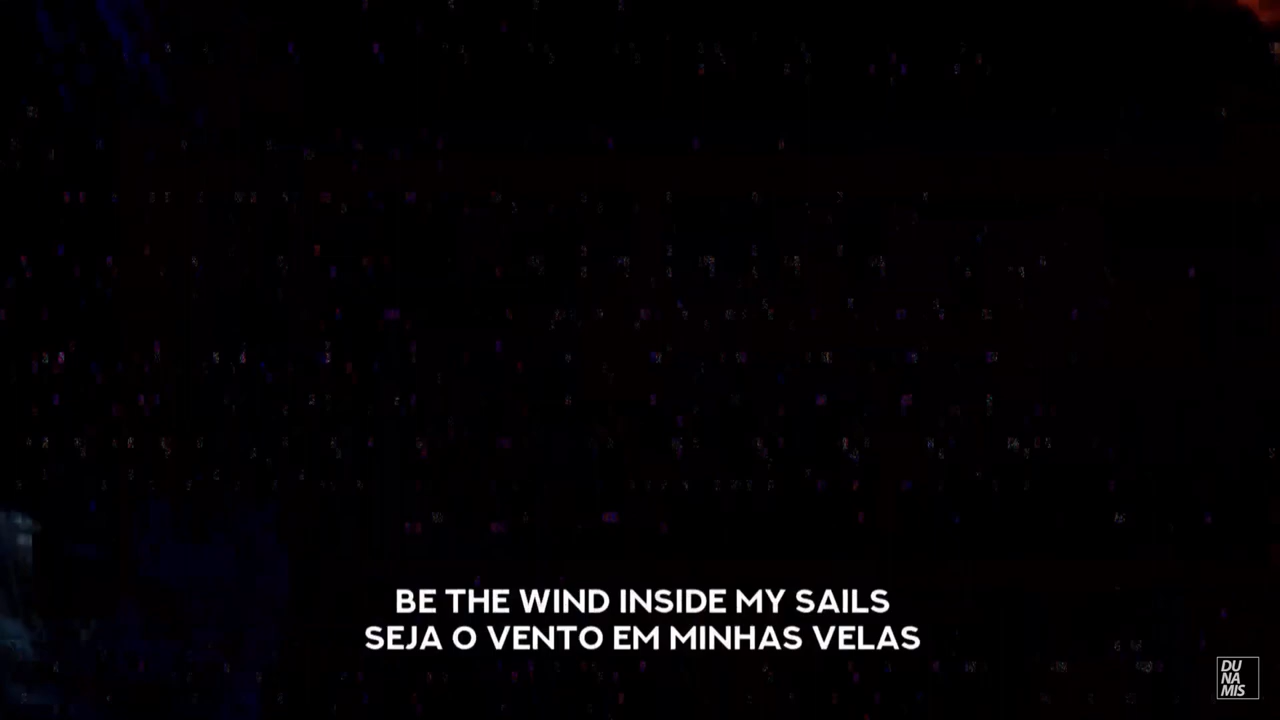 BE THE WIND INSIDE MY SAILS
SEJA O VENTO EM MINHAS VELAS
DU
NA
MIS